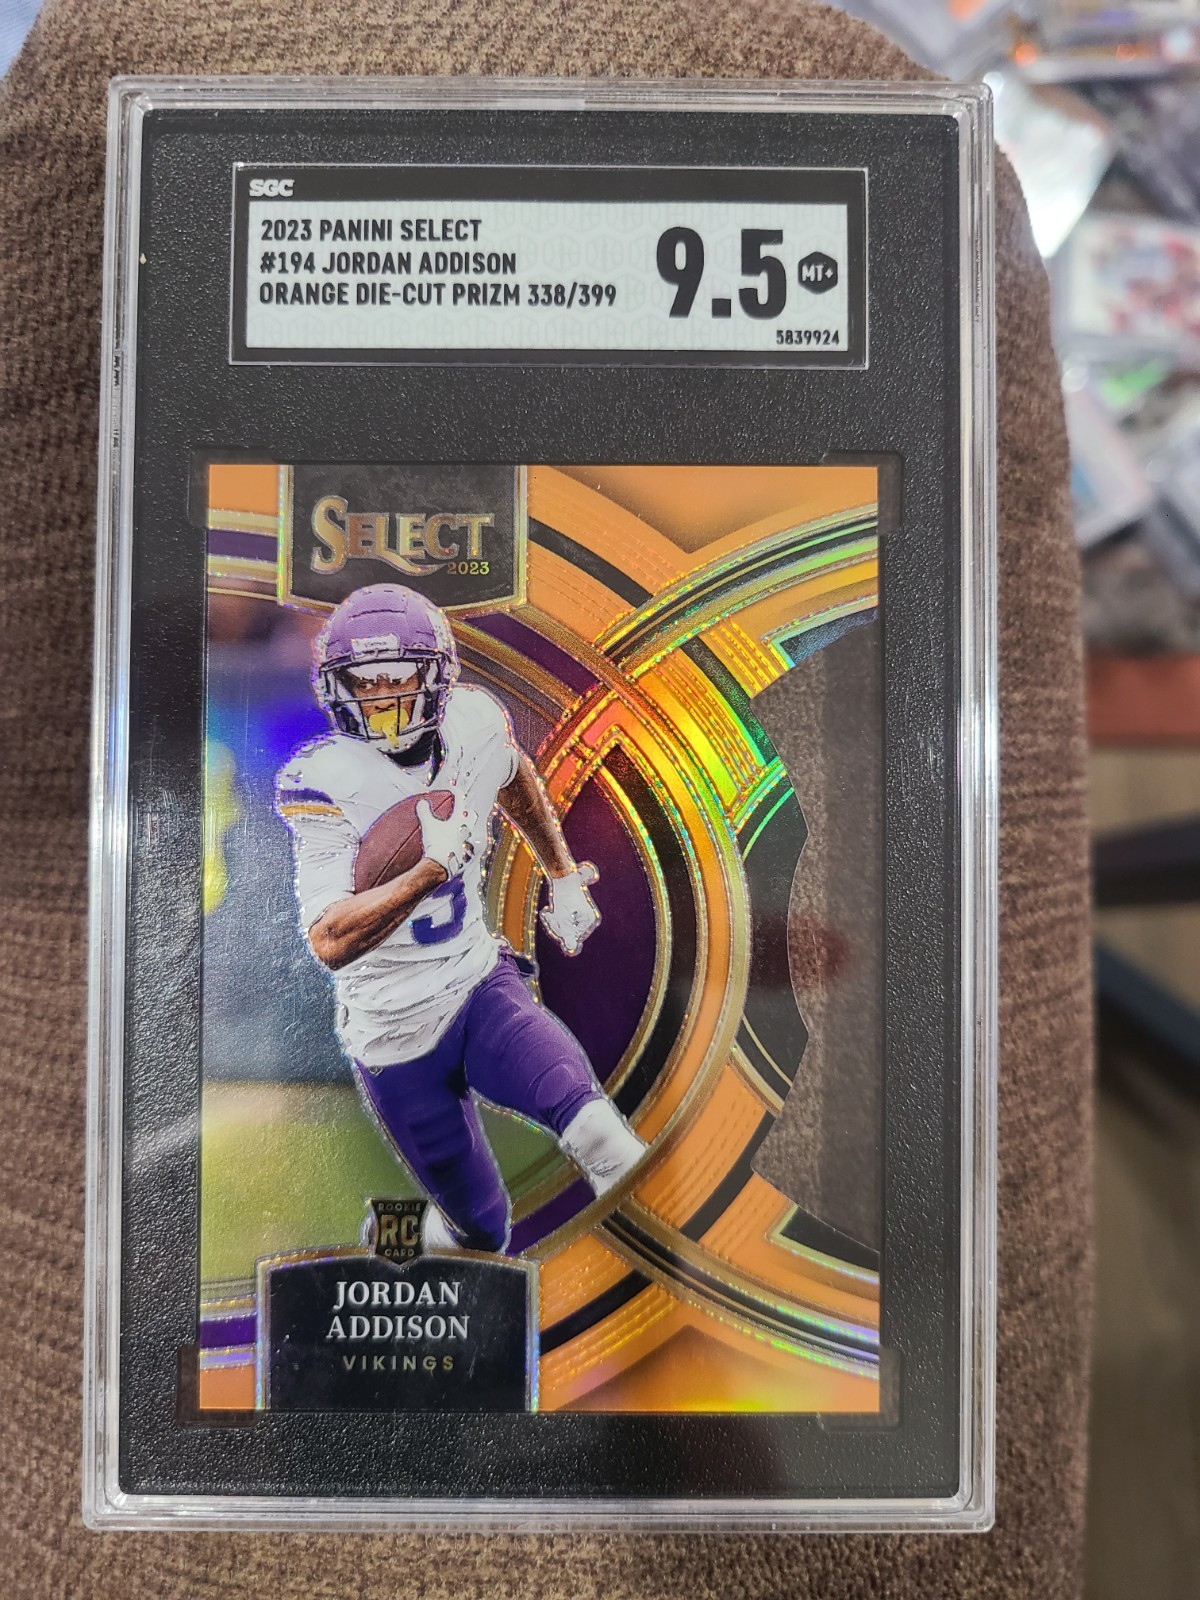 SGC
2023 PANINI SELECT
#194 JORDAN ADDISON
ORANGE DIE-CUT PRIZM 338/399
9.5 MT+
5839924
SELECT
2023
3
ROOKIE
RC
CARD
JORDAN
ADDISON
VIKINGS